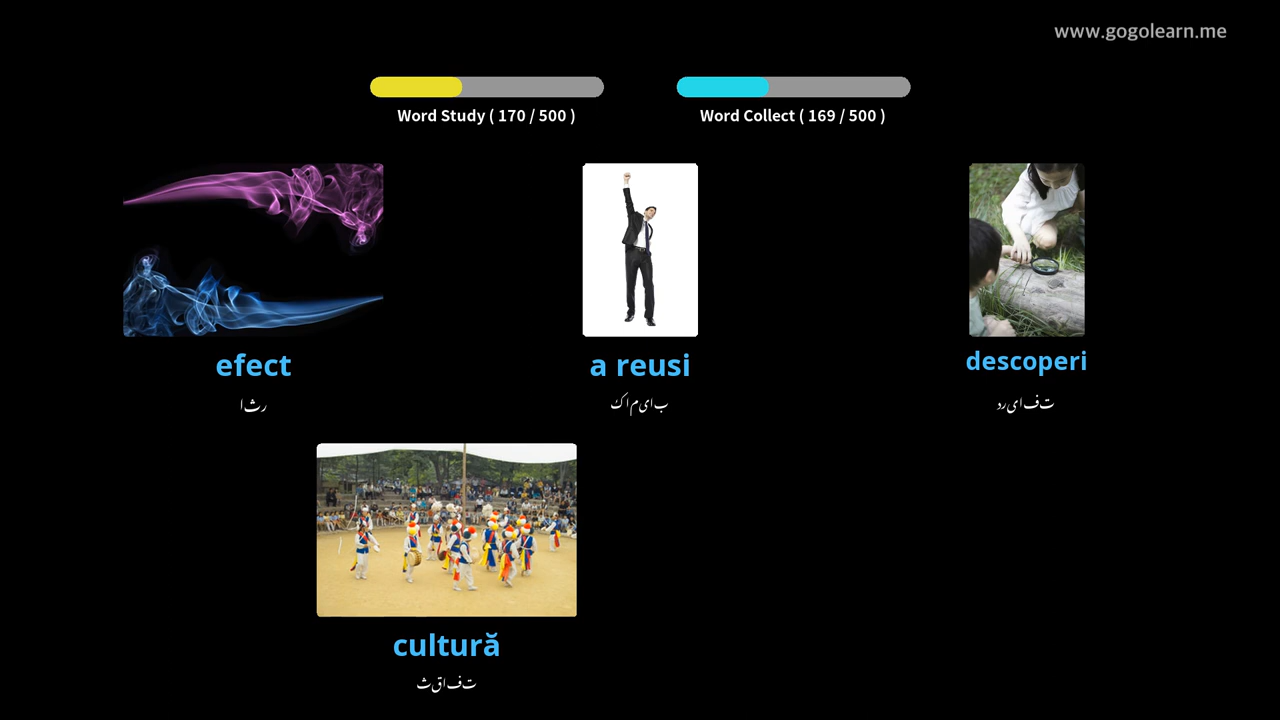 www.gogolearn.me
Word Study ( 170 / 500 )
Word Collect ( 169 / 500 )
efect
اثر
a reusi
کامیاب
descoperi
دریافت
cultură
ثقافت